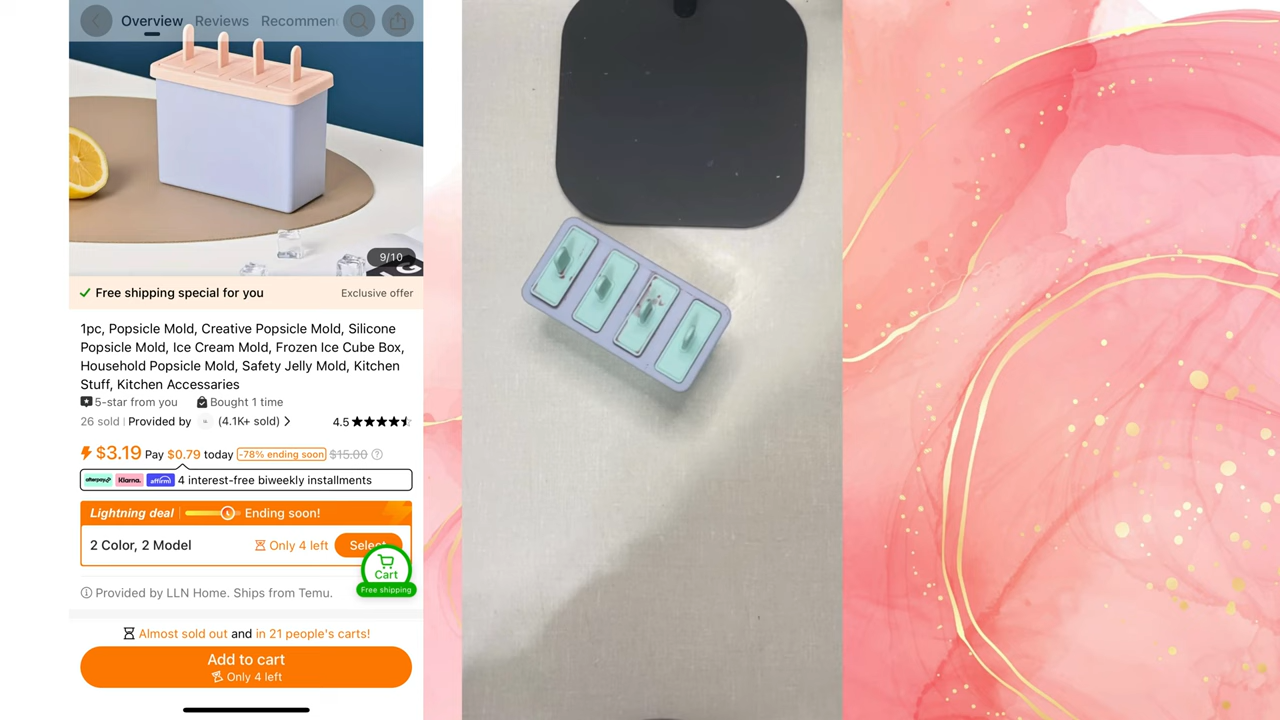 Overview Reviews Recommen
9/10
Free shipping special for you Exclusive offer
1pc, Popsicle Mold, Creative Popsicle Mold, Silicone
Popsicle Mold, Ice Cream Mold, Frozen Ice Cube Box,
Household Popsicle Mold, Safety Jelly Mold, Kitchen
Stuff, Kitchen Accessaries
5-star from you Bought 1 time
26 sold | Provided by (4.1K+ sold) 4.5
$3.19 Pay $0.79 today -78% ending soon $15.00
afterpay Klarna. affirm 4 interest-free biweekly installments
Lightning deal Ending soon!
2 Color, 2 Model Only 4 left Select
Cart
Free shipping
Provided by LLN Home. Ships from Temu.
Almost sold out and in 21 people's carts!
Add to cart
Only 4 left